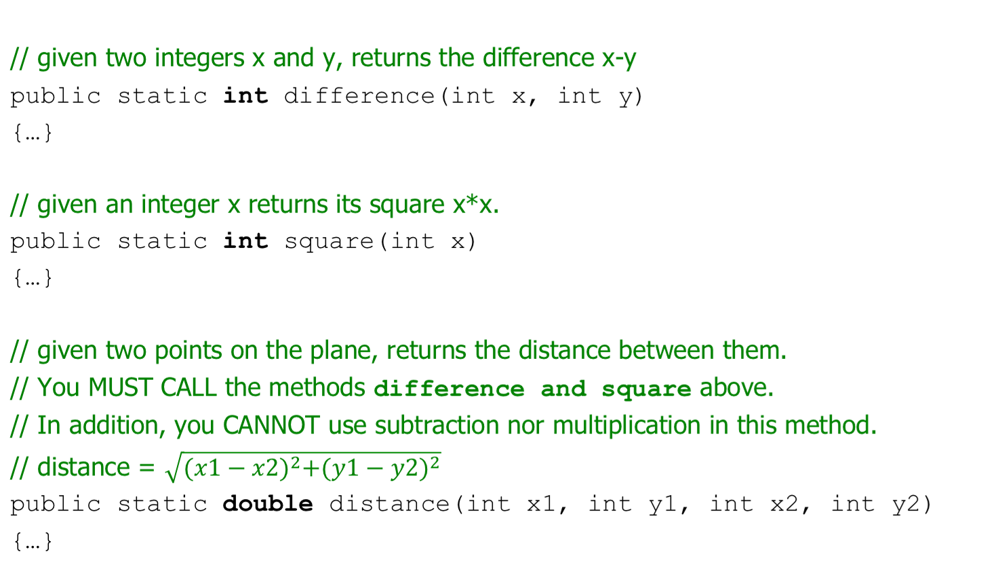 // given two integers x and y, returns the difference x-y
public static int difference(int x, int y)
{…}
// given an integer x returns its square x*x.
public static int square(int x)
{…}
// given two points on the plane, returns the distance between them.
// You MUST CALL the methods difference and square above.
// In addition, you CANNOT use subtraction nor multiplication in this method.
// distance = √(x1 − x2)²+(y1 − y2)²
public static double distance(int x1, int y1, int x2, int y2)
{…}